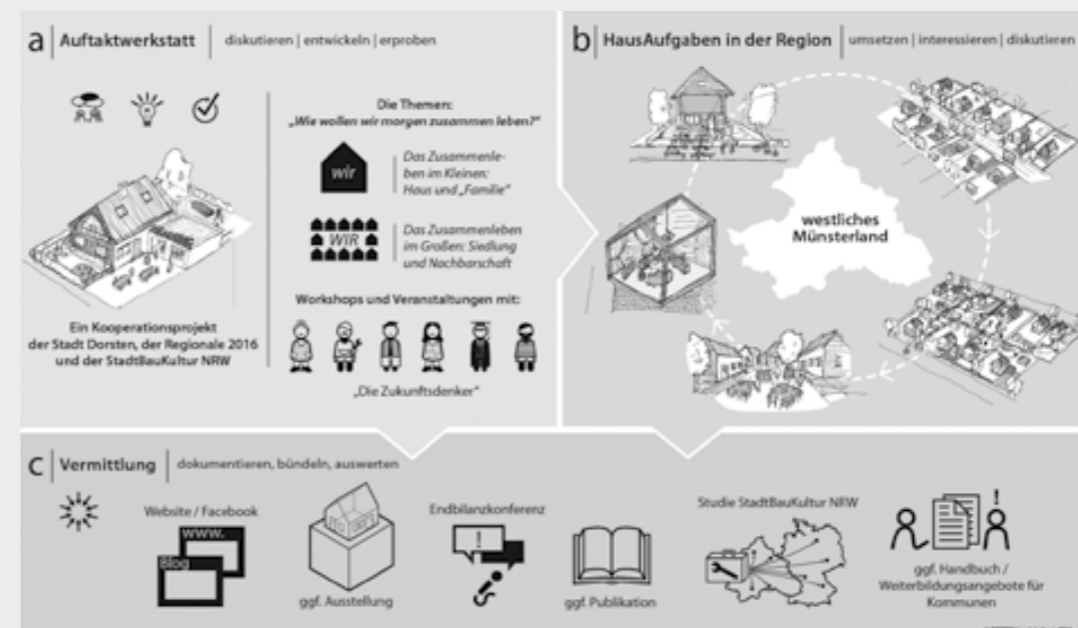 a | Auftaktwerkstatt | diskutieren | entwickeln | erproben
Die Themen:
„Wie wollen wir morgen zusammen leben?"
wir
Das Zusammenle-
ben im Kleinen:
Haus und „Familie"
WIR
Das Zusammenleben
im Großen: Siedlung
und Nachbarschaft
Workshops und Veranstaltungen mit:
„Die Zukunftsdenker"
Ein Kooperationsprojekt
der Stadt Dorsten, der Regionale 2016
und der StadtBauKultur NRW
b | HausAufgaben in der Region | umsetzen | interessieren | diskutieren
westliches
Münsterland
c | Vermittlung | dokumentieren, bündeln, auswerten
Website / Facebook
www.
Blog
ggf. Ausstellung
Endbilanzkonferenz
!
ggf. Publikation
Studie StadtBauKultur NRW
!
ggf. Handbuch /
Weiterbildungsangebote für
Kommunen